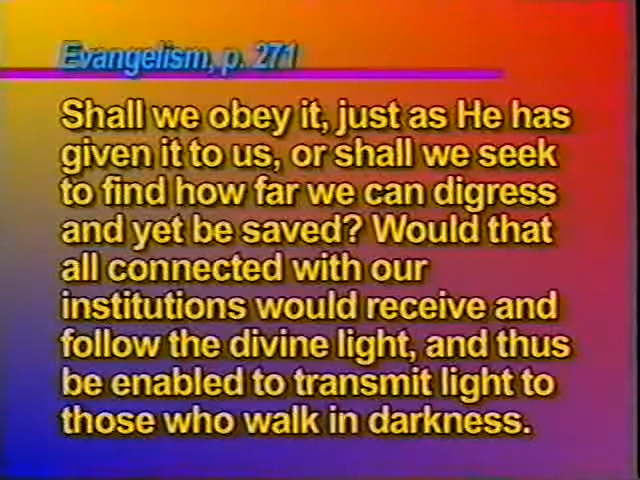 Evangelism, p. 271
Shall we obey it, just as He has
given it to us, or shall we seek
to find how far we can digress
and yet be saved? Would that
all connected with our
institutions would receive and
follow the divine light, and thus
be enabled to transmit light to
those who walk in darkness.